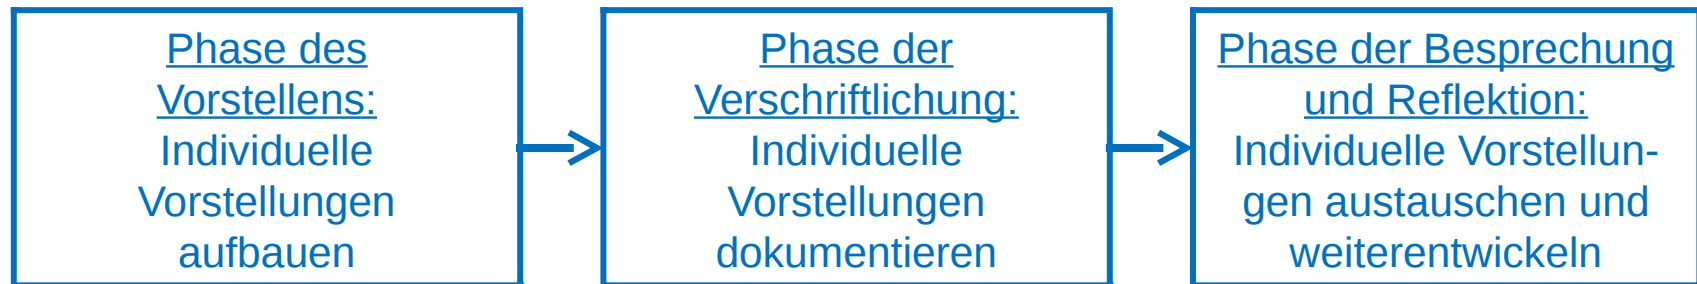 Phase des
Vorstellens:
Individuelle
Vorstellungen
aufbauen
Phase der
Verschriftlichung:
Individuelle
Vorstellungen
dokumentieren
Phase der Besprechung
und Reflektion:
Individuelle Vorstellun-
gen austauschen und
weiterentwickeln